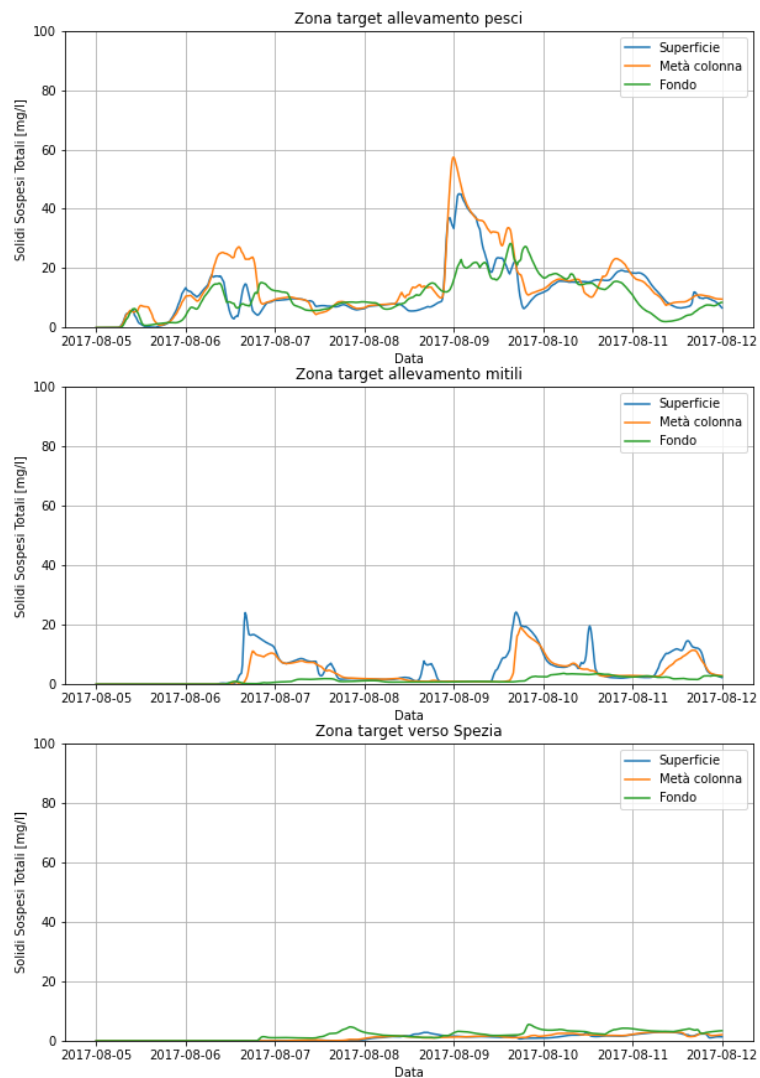 Zona target allevamento pesci
100
80
60
40
20
0
Solidi Sospesi Totali [mg/l]
Superficie
Metà colonna
Fondo
2017-08-05 2017-08-06 2017-08-07 2017-08-08 2017-08-09 2017-08-10 2017-08-11 2017-08-12
Data
Zona target allevamento mitili
100
80
60
40
20
0
Solidi Sospesi Totali [mg/l]
Superficie
Metà colonna
Fondo
2017-08-05 2017-08-06 2017-08-07 2017-08-08 2017-08-09 2017-08-10 2017-08-11 2017-08-12
Data
Zona target verso Spezia
100
80
60
40
20
0
Solidi Sospesi Totali [mg/l]
Superficie
Metà colonna
Fondo
2017-08-05 2017-08-06 2017-08-07 2017-08-08 2017-08-09 2017-08-10 2017-08-11 2017-08-12
Data